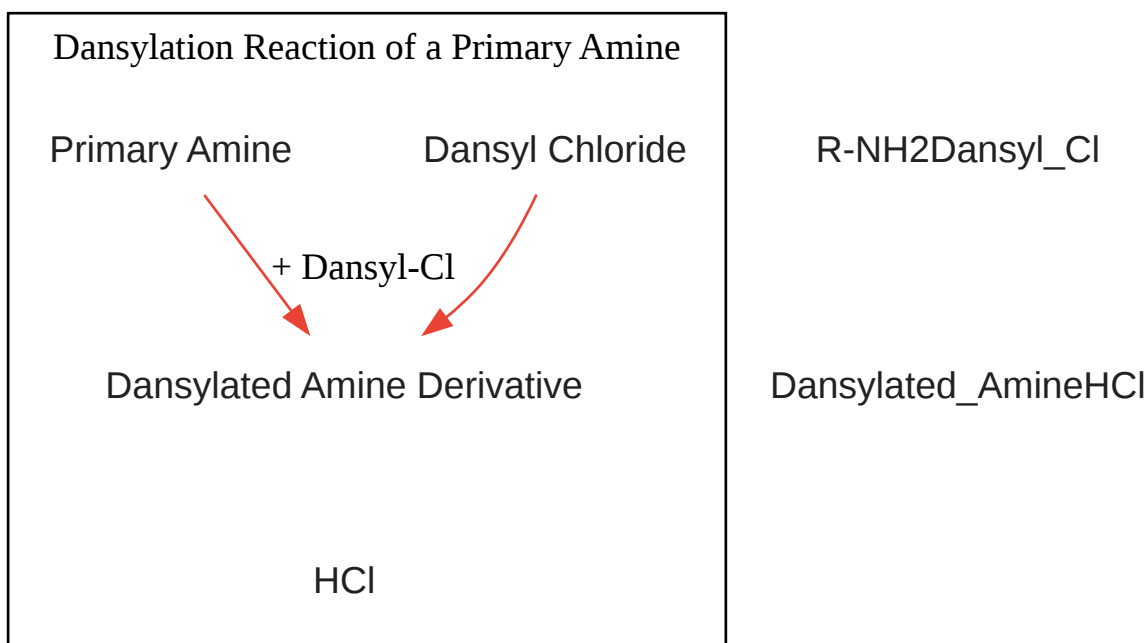 Dansylation Reaction of a Primary Amine
Primary Amine
Dansyl Chloride
R-NH2Dansyl_Cl
+ Dansyl-Cl
Dansylated Amine Derivative
Dansylated_AmineHCl
HCl